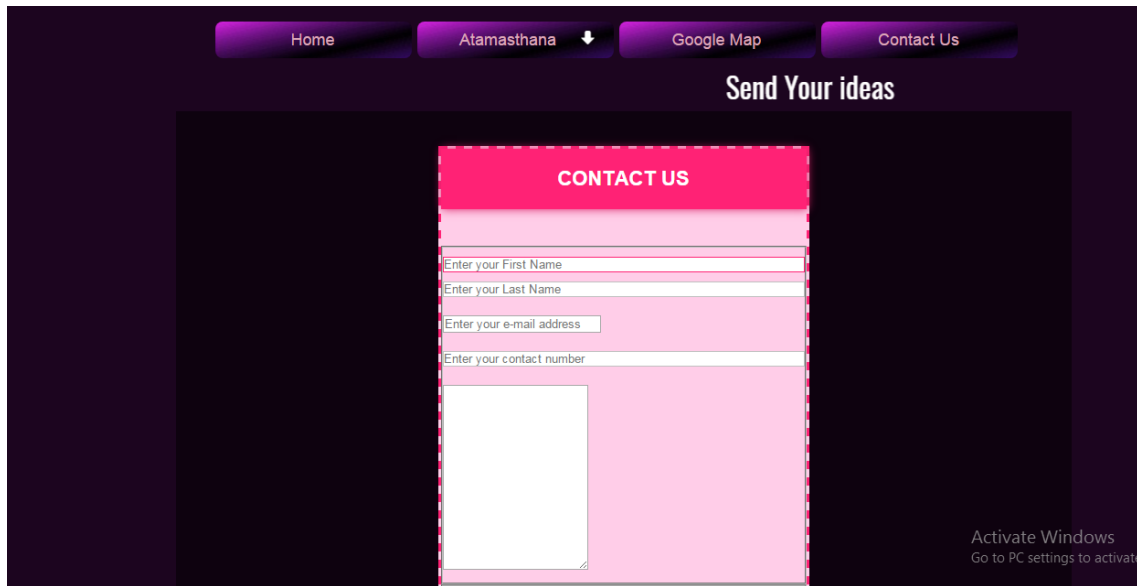 Home Atamasthana Google Map Contact Us
Send Your ideas
CONTACT US
Enter your First Name
Enter your Last Name
Enter your e-mail address
Enter your contact number
Activate Windows
Go to PC settings to activate